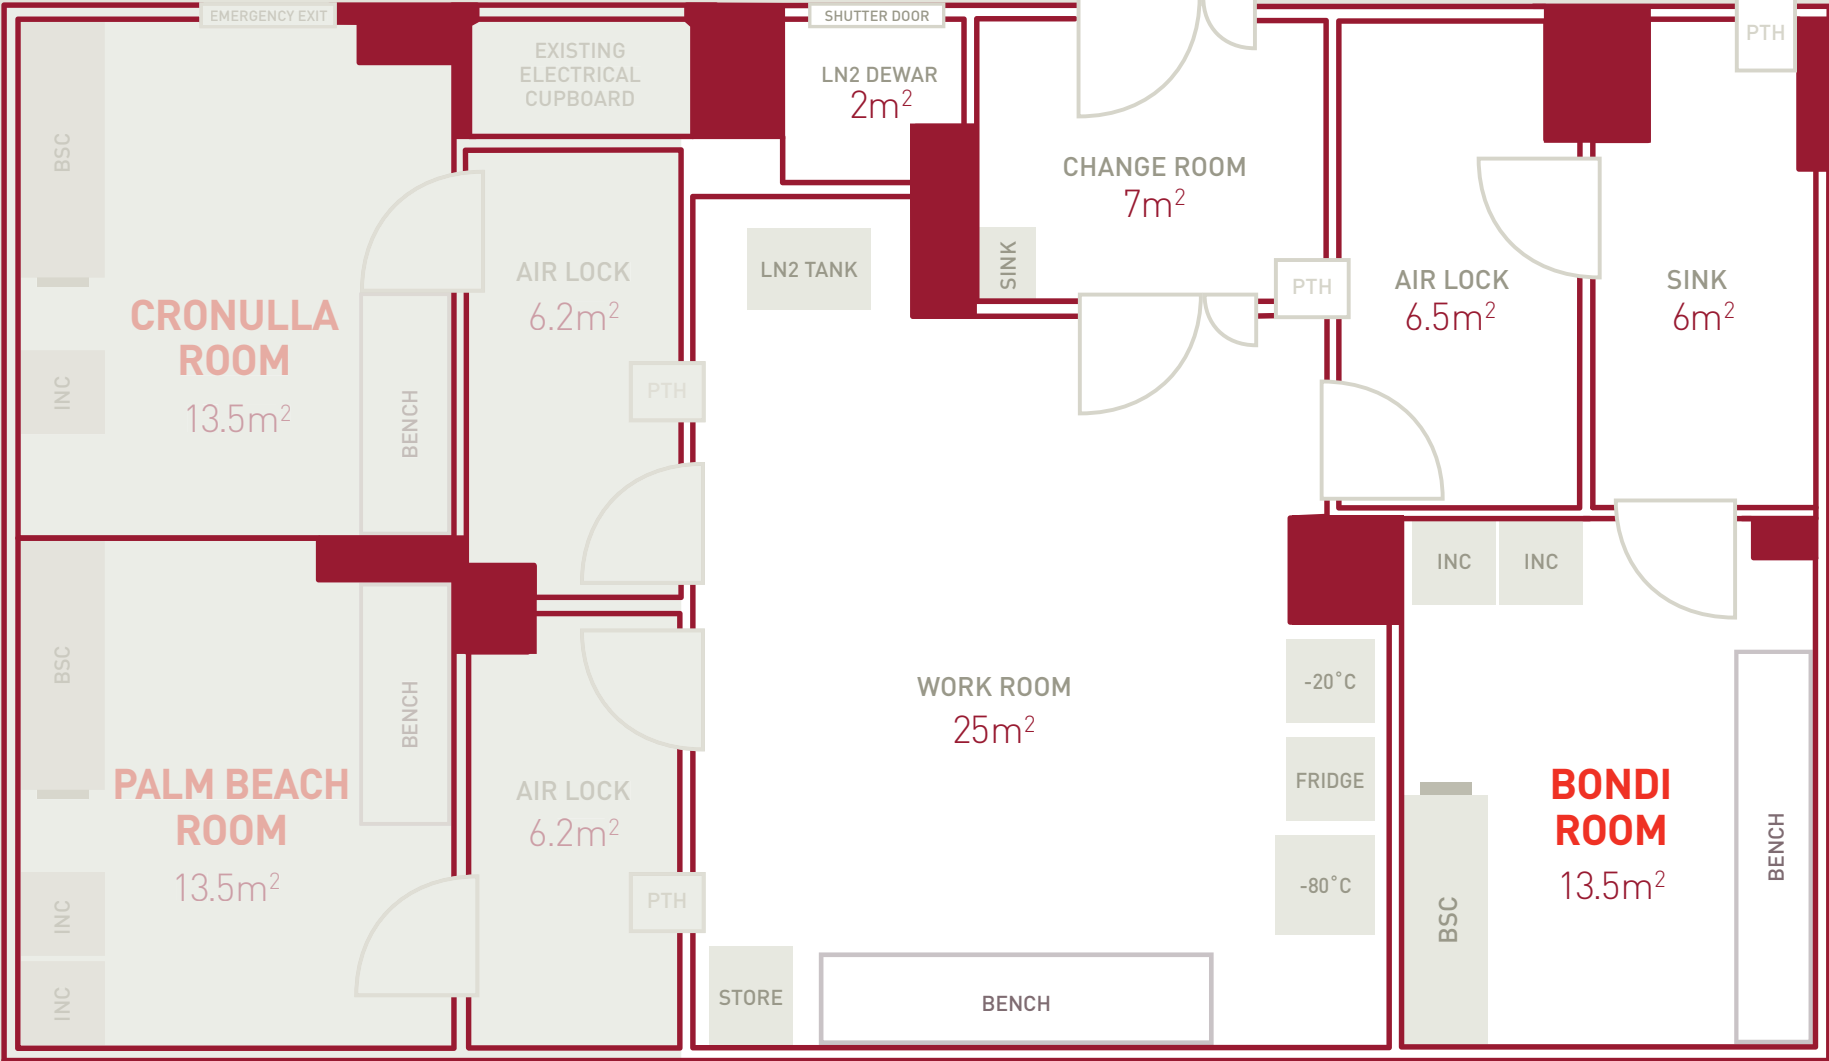 EMERGENCY EXIT
SHUTTER DOOR
PTH
EXISTING
ELECTRICAL
CUPBOARD
LN2 DEWAR
2m²
BSC
CHANGE ROOM
7m²
SINK
LN2 TANK
AIR LOCK
6.2m²
PTH
AIR LOCK
6.5m²
SINK
6m²
CRONULLA
ROOM
13.5m²
INC
BENCH
PTH
INC
INC
BSC
BENCH
WORK ROOM
25m²
-20°C
FRIDGE
-80°C
PALM BEACH
ROOM
13.5m²
AIR LOCK
6.2m²
PTH
BONDI
ROOM
13.5m²
BENCH
BSC
INC
INC
STORE
BENCH